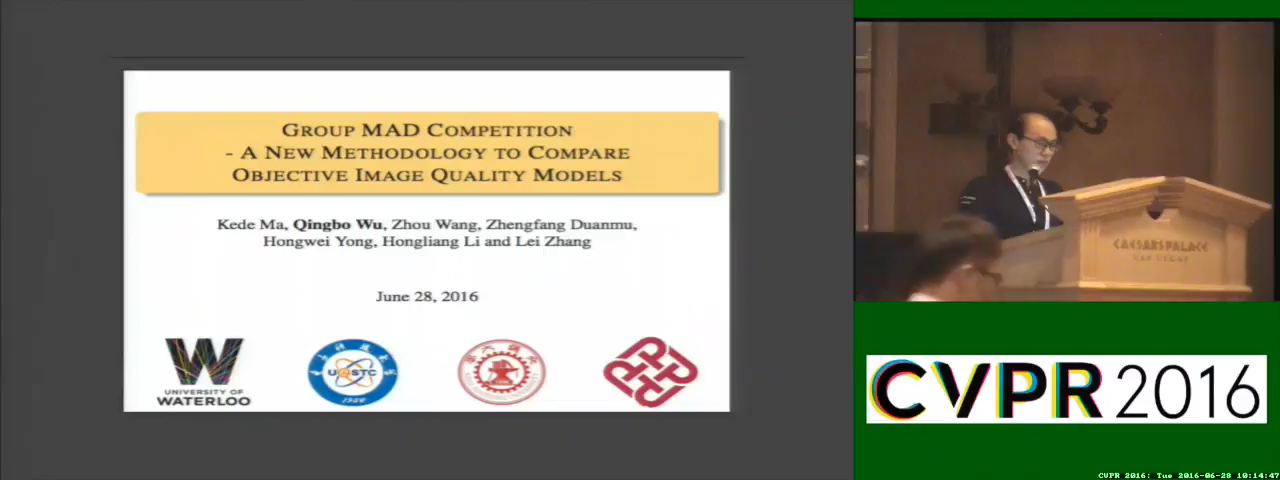 GROUP MAD COMPETITION
- A NEW METHODOLOGY TO COMPARE
OBJECTIVE IMAGE QUALITY MODELS
Kede Ma, Qingbo Wu, Zhou Wang, Zhengfang Duanmu,
Hongwei Yong, Hongliang Li and Lei Zhang
June 28, 2016
UNIVERSITY OF
WATERLOO
UESTC
1956
CAESARS PALACE
LAS VEGAS
CVPR 2016
CVPR 2016: Tue 2016-06-28 10:14:47